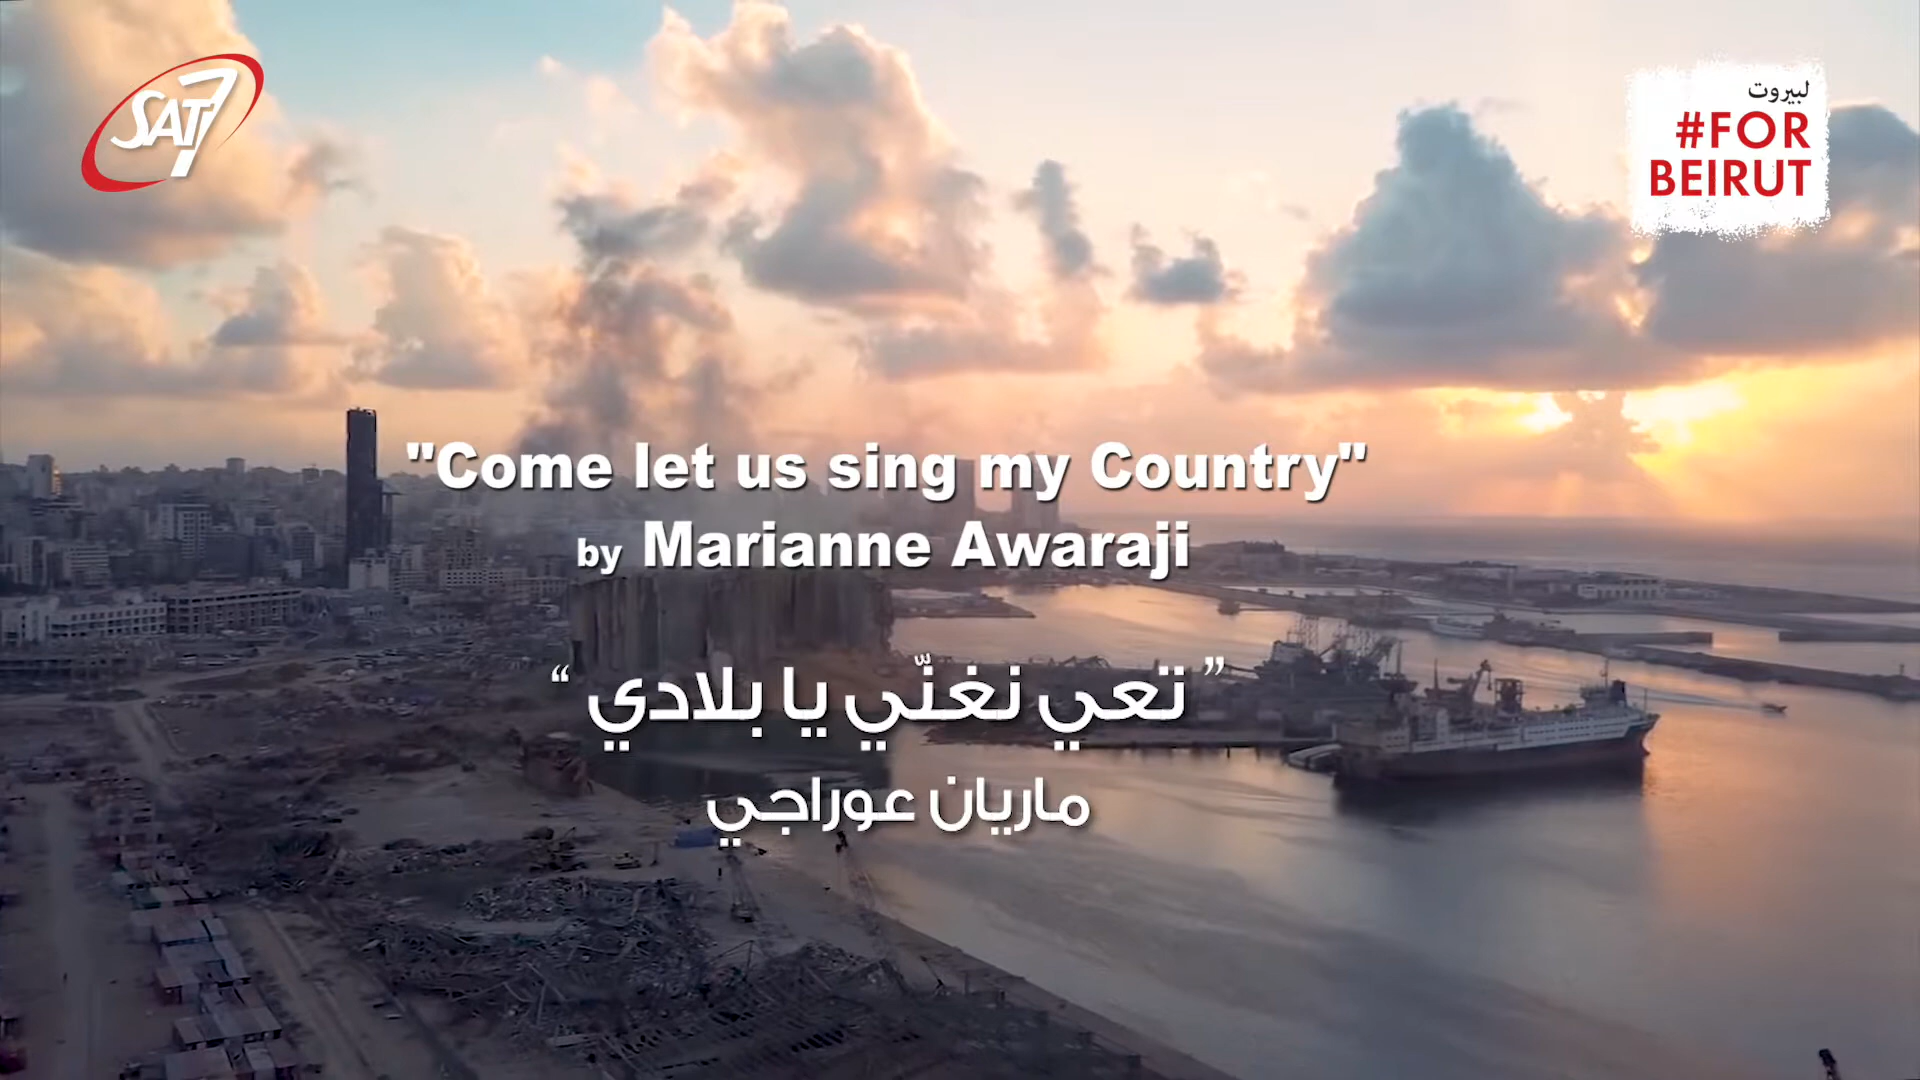 SAT7
لبيروت
#FOR
BEIRUT
"Come let us sing my Country"
by Marianne Awaraji
” تعي نغنّي يا بلادي “
ماريان عوراجي